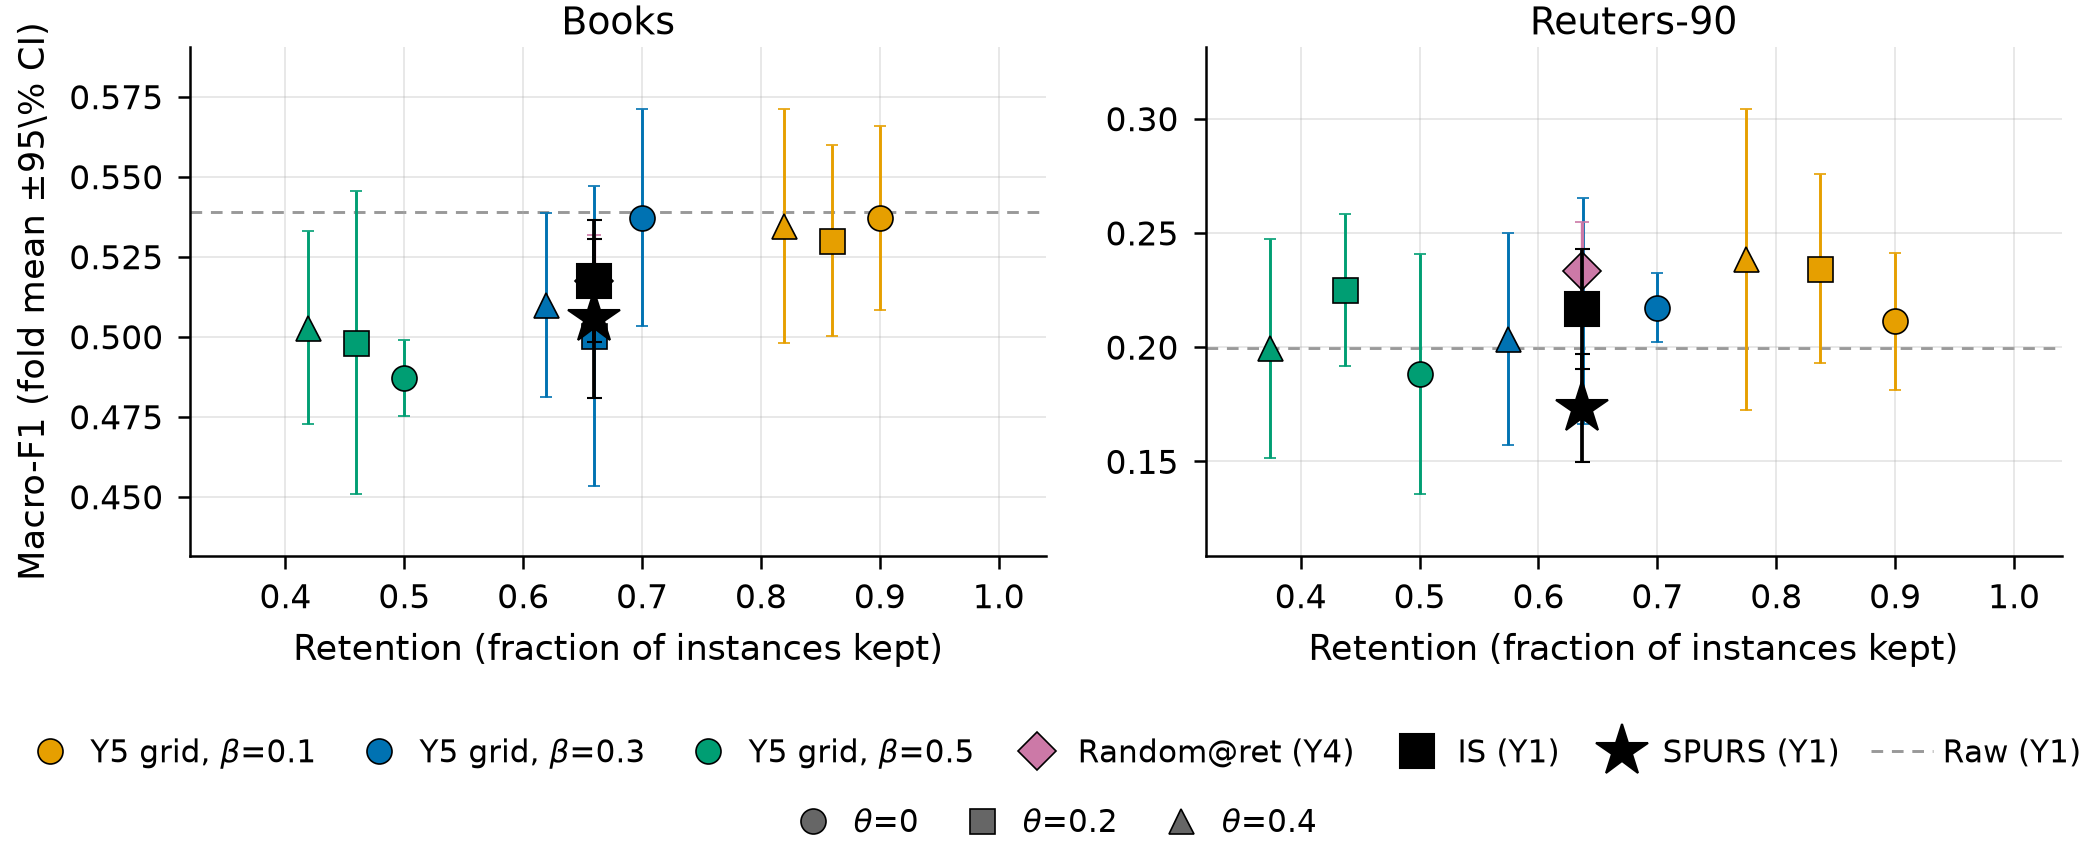 Books
Macro-F1 (fold mean ±95\% CI)
0.575
0.550
0.525
0.500
0.475
0.450
0.4 0.5 0.6 0.7 0.8 0.9 1.0
Retention (fraction of instances kept)
Reuters-90
0.30
0.25
0.20
0.15
0.4 0.5 0.6 0.7 0.8 0.9 1.0
Retention (fraction of instances kept)
Y5 grid, β=0.1 Y5 grid, β=0.3 Y5 grid, β=0.5 Random@ret (Y4) IS (Y1) SPURS (Y1) Raw (Y1)
θ=0 θ=0.2 θ=0.4